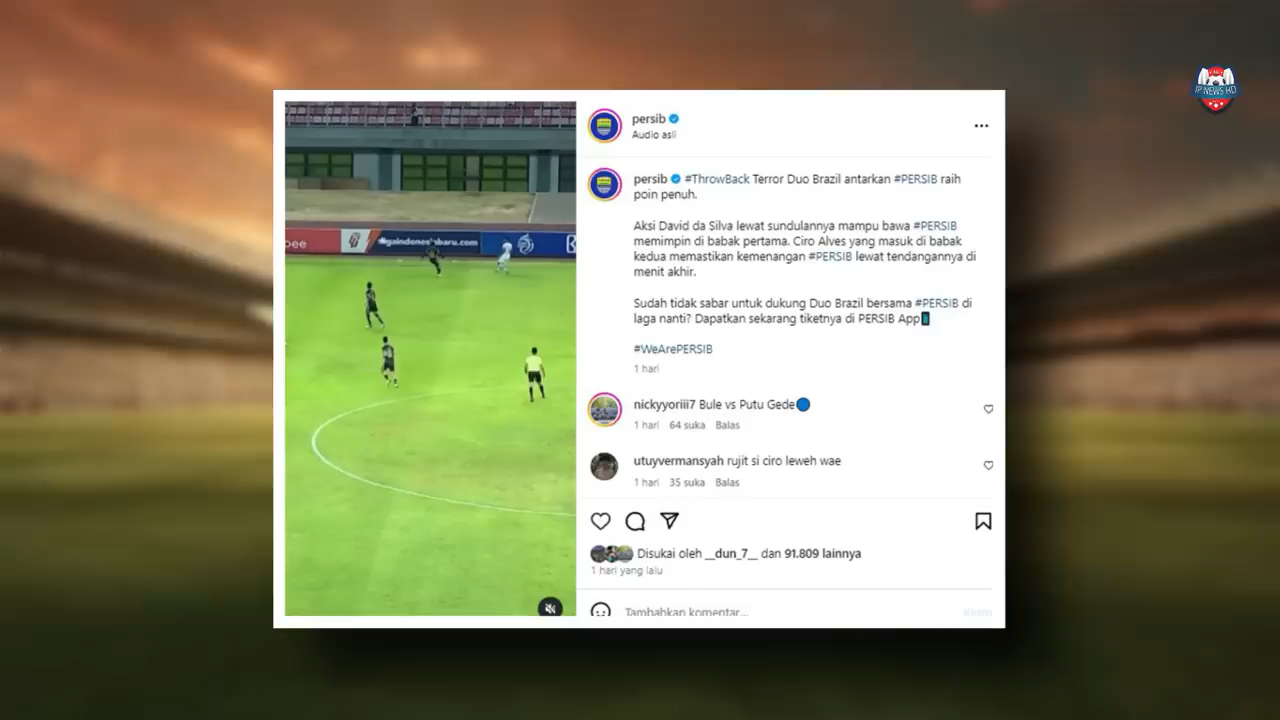 JP NEWS HD
persib
Audio asli
persib #ThrowBack Terror Duo Brazil antarkan #PERSIB raih
poin penuh.
Aksi David da Silva lewat sundulannya mampu bawa #PERSIB
memimpin di babak pertama. Ciro Alves yang masuk di babak
kedua memastikan kemenangan #PERSIB lewat tendangannya di
menit akhir.
Sudah tidak sabar untuk dukung Duo Brazil bersama #PERSIB di
laga nanti? Dapatkan sekarang tiketnya di PERSIB App
#WeArePERSIB
1 hari
nickyyoriii7 Bule vs Putu Gede
1 hari 64 suka Balas
utuyvermansyah rujit si ciro leweh wae
1 hari 35 suka Balas
Disukai oleh __dun_7__ dan 91.809 lainnya
1 hari yang lalu
Tambahkan komentar...
Kirim